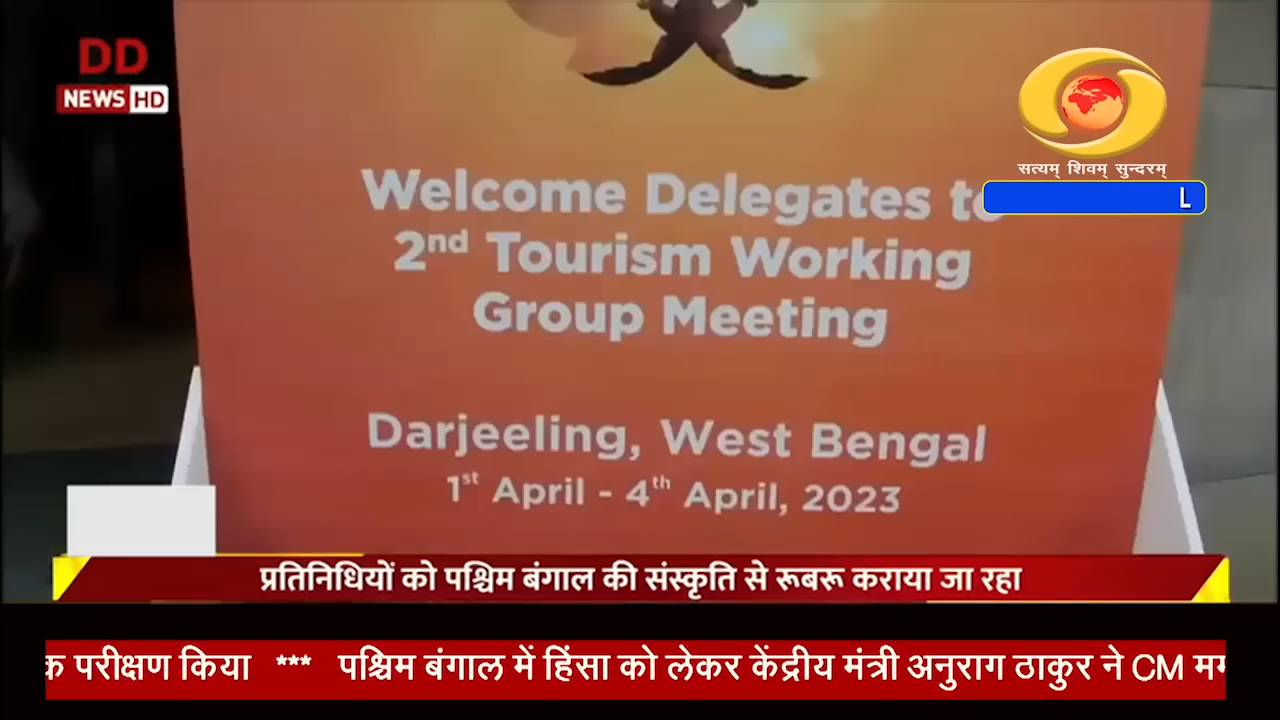 DD
NEWS HD
सत्यम् शिवम् सुन्दरम्
L
Welcome Delegates to
2nd Tourism Working
Group Meeting
Darjeeling, West Bengal
1st April - 4th April, 2023
प्रतिनिधियों को पश्चिम बंगाल की संस्कृति से रूबरू कराया जा रहा
क परीक्षण किया *** पश्चिम बंगाल में हिंसा को लेकर केंद्रीय मंत्री अनुराग ठाकुर ने CM